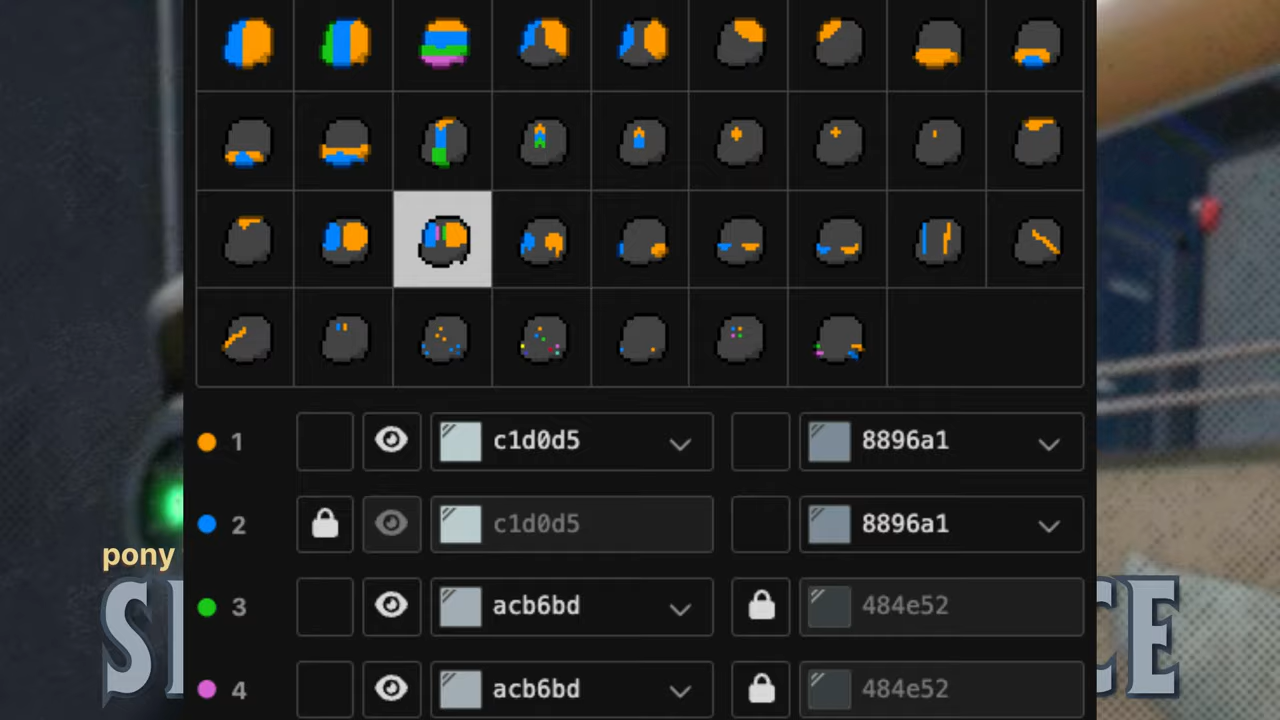 1 c1d0d5 8896a1
2 c1d0d5 8896a1
pony
3 acb6bd 484e52
4 acb6bd 484e52